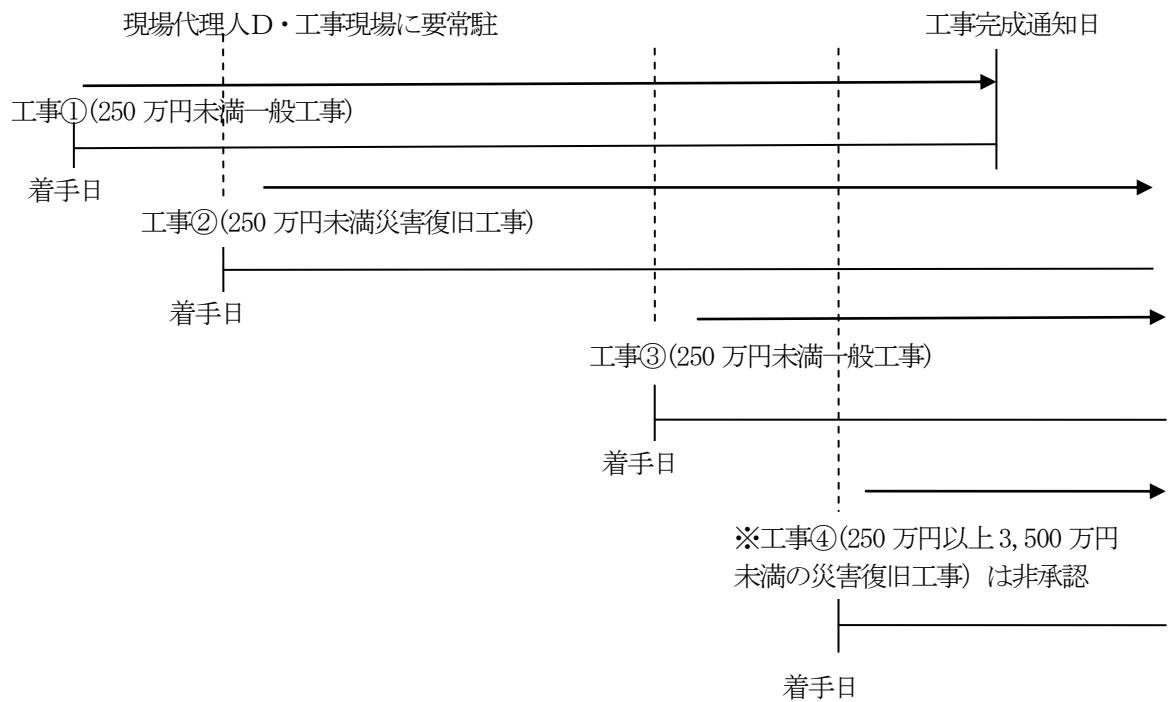 現場代理人D・工事現場に要常駐
工事完成通知日
工事①(250 万円未満一般工事)
着手日
工事②(250 万円未満災害復旧工事)
着手日
工事③(250 万円未満一般工事)
着手日
※工事④(250 万円以上 3,500 万円
未満の災害復旧工事）は非承認
着手日